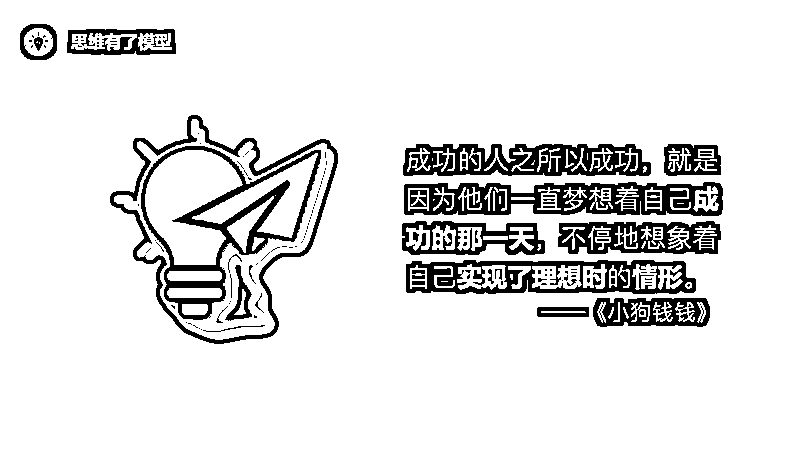 思维有了模型
成功的人之所以成功，就是
因为他们一直梦想着自己成
功的那一天，不停地想象着
自己实现了理想时的情形。
——《小狗钱钱》